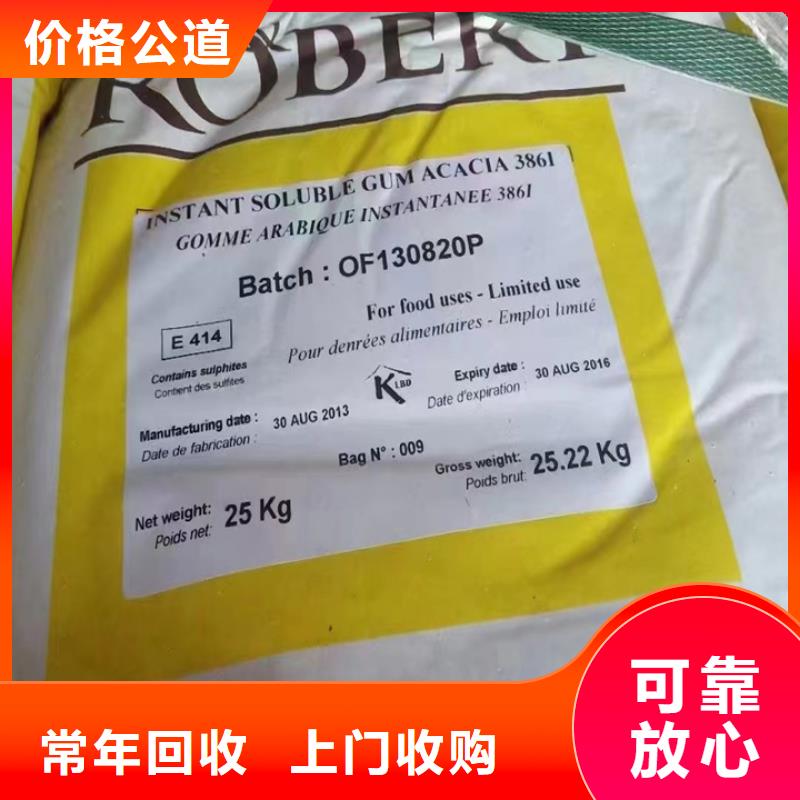 价格公道
ROBERT
INSTANT SOLUBLE GUM ACACIA 3861
GOMME ARABIQUE INSTANTANEE 3861
Batch : OF130820P
For food uses - Limited use
Pour denrées alimentaires - Emploi limité
E 414
Contains sulphites
Contient des sulfites
K LBD
Manufacturing date : 30 AUG 2013
Date de fabrication :
Expiry date : 30 AUG 2016
Date d'expiration :
Bag N° : 009
Net weight: 25 Kg
Poids net:
Gross weight: 25.22 Kg
Poids brut:
常年回收 上门收购
可靠
放心